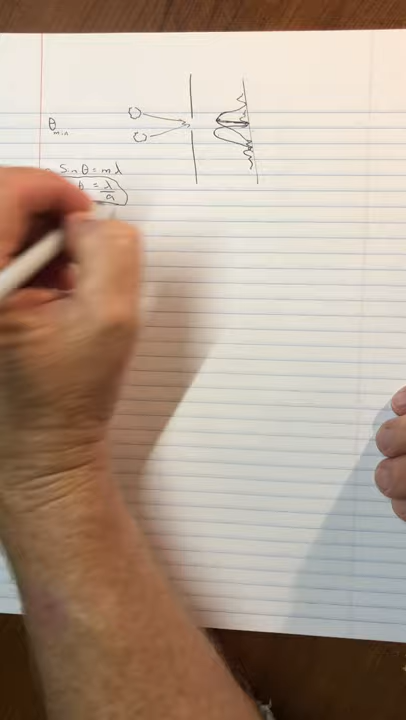 θmin
Sin θ = mλ
θ = λ/a